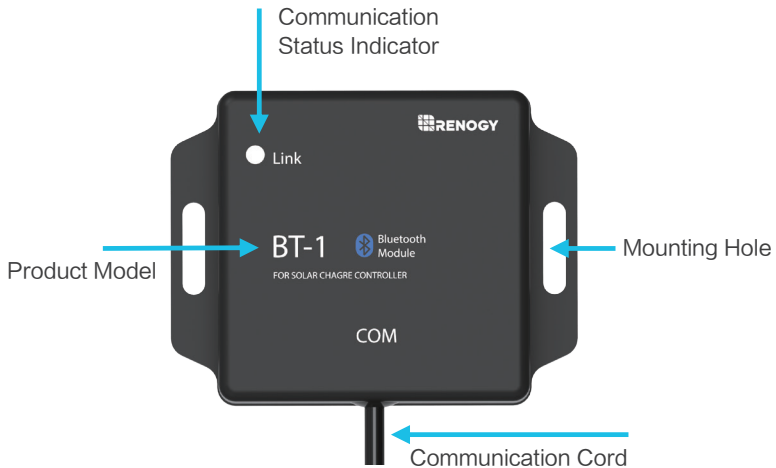 Communication
Status Indicator
RENOGY
Link
BT-1
Bluetooth
Module
Product Model
Mounting Hole
FOR SOLAR CHAGRE CONTROLLER
COM
Communication Cord